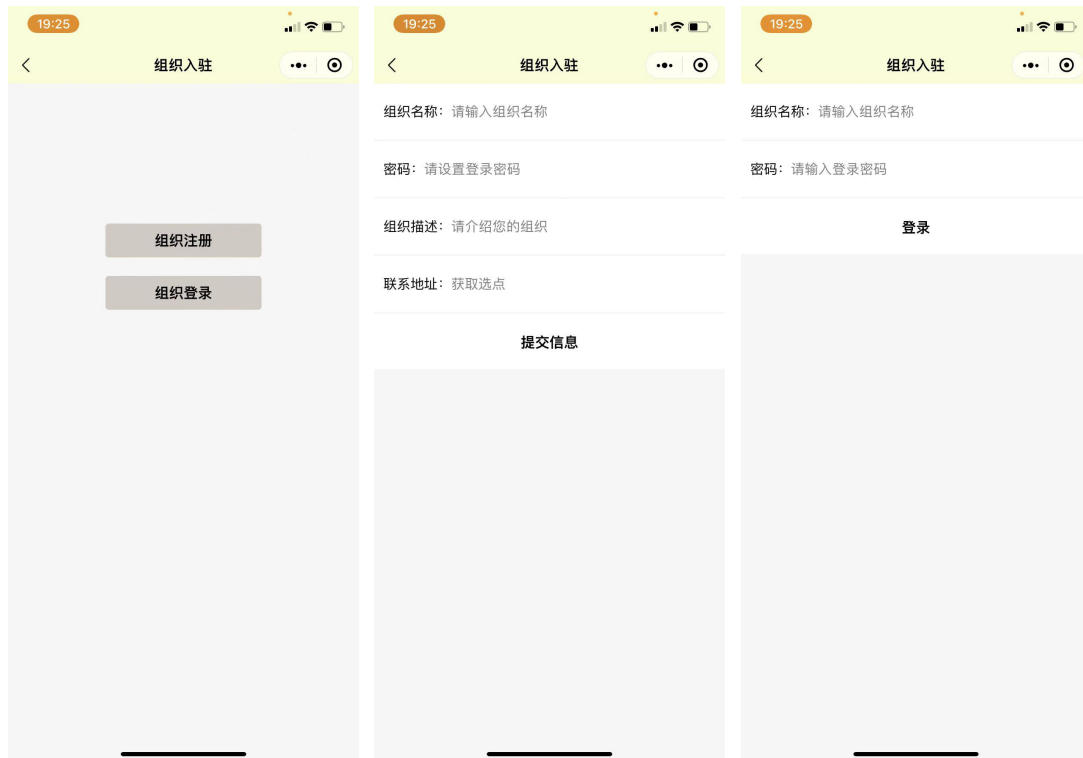 19:25
组织入驻
组织注册
组织登录
19:25
组织入驻
组织名称：请输入组织名称
密码：请设置登录密码
组织描述：请介绍您的组织
联系地址：获取选点
提交信息
19:25
组织入驻
组织名称：请输入组织名称
密码：请输入登录密码
登录